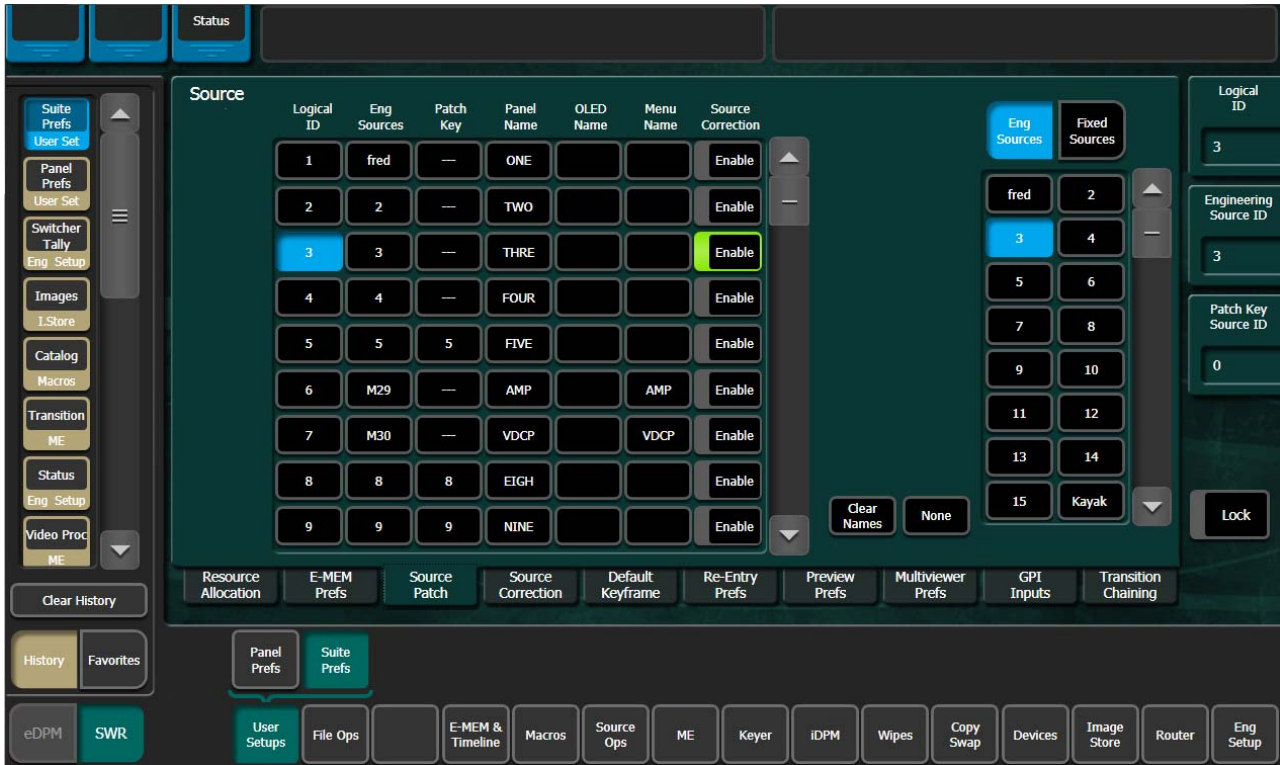 Status
Source
Logical ID Eng Sources Patch Key Panel Name OLED Name Menu Name Source Correction
1 fred --- ONE Enable
2 2 --- TWO Enable
3 3 --- THRE Enable
4 4 --- FOUR Enable
5 5 5 FIVE Enable
6 M29 --- AMP AMP Enable
7 M30 --- VDCP VDCP Enable
8 8 8 EIGH Enable
9 9 9 NINE Enable
Clear Names None
Eng Sources Fixed Sources
fred 2
3 4
5 6
7 8
9 10
11 12
13 14
15 Kayak
Logical ID
3
Engineering Source ID
3
Patch Key Source ID
0
Lock
Suite Prefs
User Set
Panel Prefs
User Set
Switcher Tally
Eng Setup
Images
I.Store
Catalog
Macros
Transition
ME
Status
Eng Setup
Video Proc
ME
Clear History
History Favorites
eDPM SWR
Resource Allocation E-MEM Prefs Source Patch Source Correction Default Keyframe Re-Entry Prefs Preview Prefs Multiviewer Prefs GPI Inputs Transition Chaining
Panel Prefs Suite Prefs
User Setups File Ops E-MEM & Timeline Macros Source Ops ME Keyer iDPM Wipes Copy Swap Devices Image Store Router Eng Setup